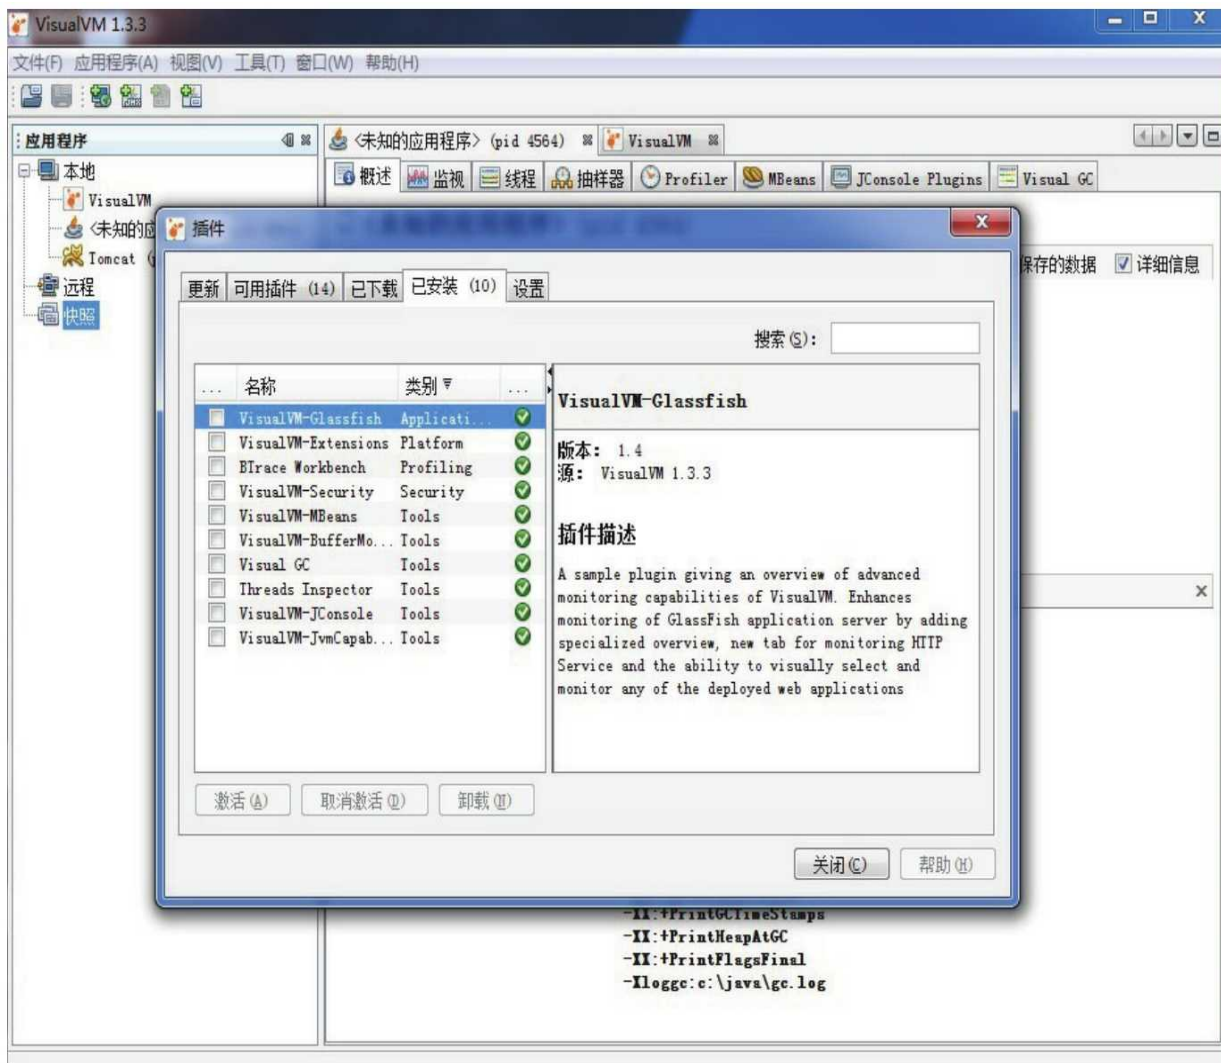 VisualVM 1.3.3
文件(F) 应用程序(A) 视图(V) 工具(T) 窗口(W) 帮助(H)
应用程序
<未知的应用程序> (pid 4564) VisualVM
本地
概述 监视 线程 抽样器 Profiler MBeans JConsole Plugins Visual GC
VisualVM
<未知的应
Tomcat
远程
快照
保存的数据 详细信息
插件
更新 可用插件 (14) 已下载 已安装 (10) 设置
搜索(S):
... 名称 类别 ...
VisualVM-Glassfish Applicati...
VisualVM-Extensions Platform
BTrace Workbench Profiling
VisualVM-Security Security
VisualVM-MBeans Tools
VisualVM-BufferMo... Tools
Visual GC Tools
Threads Inspector Tools
VisualVM-JConsole Tools
VisualVM-JvmCapab... Tools
VisualVM-Glassfish
版本: 1.4
源: VisualVM 1.3.3
插件描述
A sample plugin giving an overview of advanced
monitoring capabilities of VisualVM. Enhances
monitoring of GlassFish application server by adding
specialized overview, new tab for monitoring HTTP
Service and the ability to visually select and
monitor any of the deployed web applications
激活(A) 取消激活(D) 卸载(U)
关闭(C) 帮助(H)
-XX:+PrintGCTimeStamps
-XX:+PrintHeapAtGC
-XX:+PrintFlagsFinal
-Xloggc:c:\java\gc.log